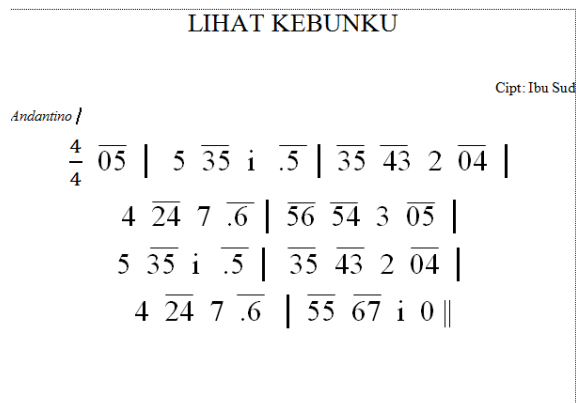 LIHAT KEBUNKU
Cipt: Ibu Sud
Andantino /
4/4 05 | 5 35 i .5 | 35 43 2 04 |
4 24 7 .6 | 56 54 3 05 |
5 35 i .5 | 35 43 2 04 |
4 24 7 .6 | 55 67 i 0 ||